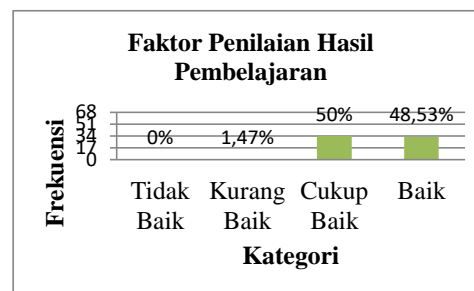 Faktor Penilaian Hasil
Pembelajaran
Frekuensi
68
51
34
17
0
0%
1,47%
50%
48,53%
Tidak Baik
Kurang Baik
Cukup Baik
Baik
Kategori